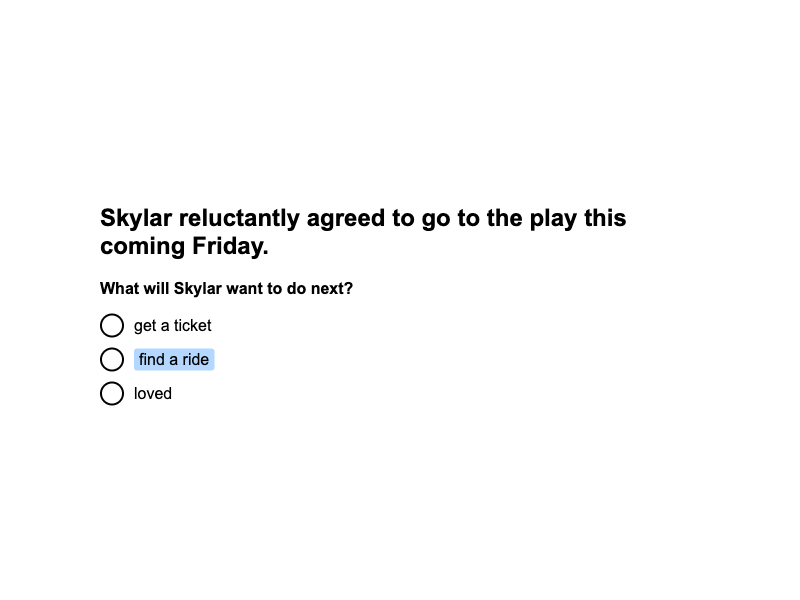 Skylar reluctantly agreed to go to the play this
coming Friday.
What will Skylar want to do next?
get a ticket
find a ride
loved